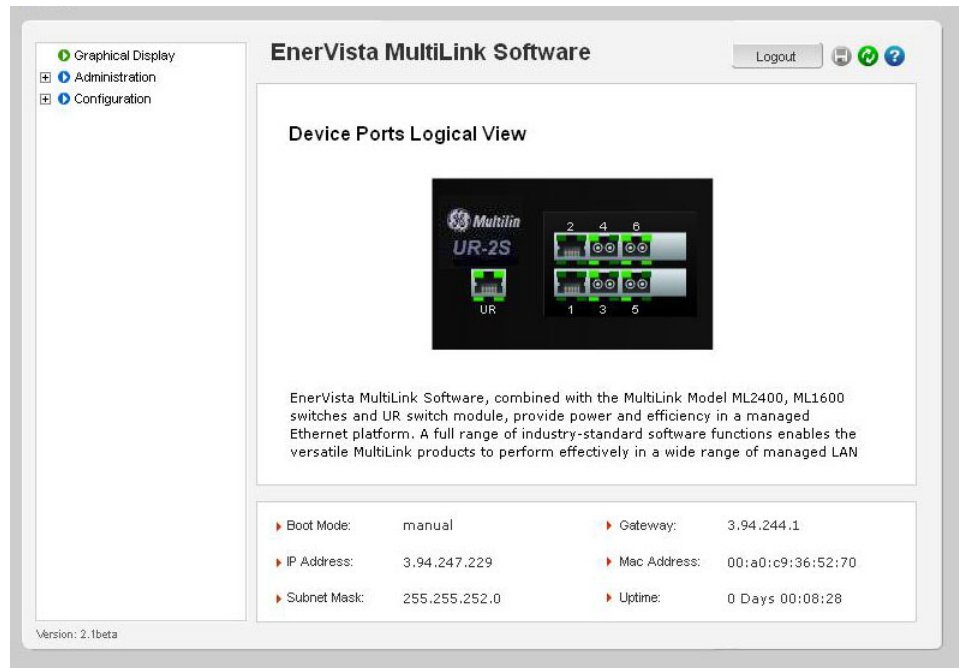 Graphical Display
Administration
Configuration
EnerVista MultiLink Software
Logout
Device Ports Logical View
Multilin
UR-2S
UR
2 4 6
1 3 5
EnerVista MultiLink Software, combined with the MultiLink Model ML2400, ML1600
switches and UR switch module, provide power and efficiency in a managed
Ethernet platform. A full range of industry-standard software functions enables the
versatile MultiLink products to perform effectively in a wide range of managed LAN
Boot Mode: manual
Gateway: 3.94.244.1
IP Address: 3.94.247.229
Mac Address: 00:a0:c9:36:52:70
Subnet Mask: 255.255.252.0
Uptime: 0 Days 00:08:28
Version: 2.1beta